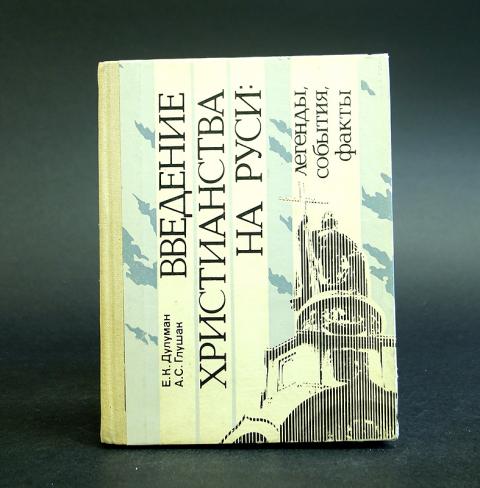 Е. К. Дулуман
А. С. Глушак
ВВЕДЕНИЕ
ХРИСТИАНСТВА
НА РУСИ:
легенды,
события,
факты